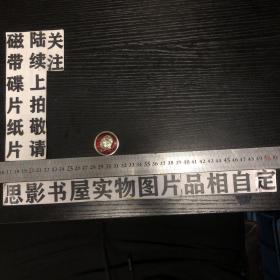 磁带碟片纸片
陆续上拍敬请
关注
思影书屋实物图片品相自定